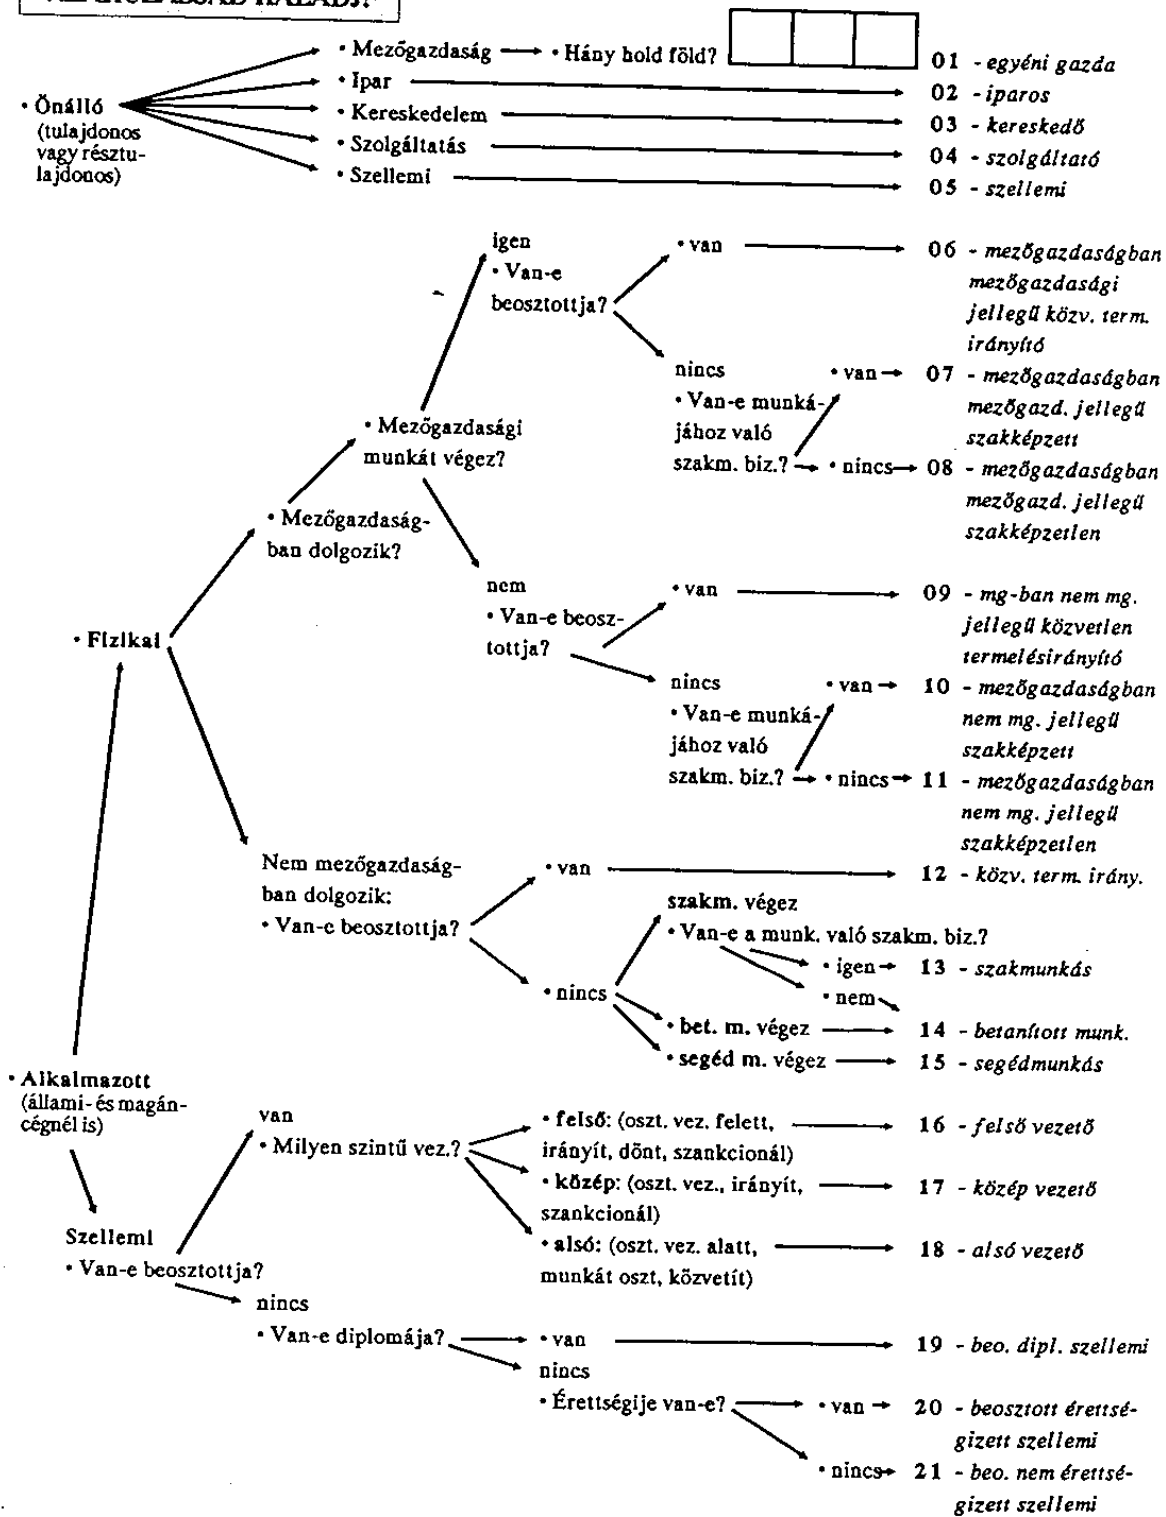 • Mezőgazdaság • Hány hold föld? 01 - egyéni gazda
• Ipar 02 - iparos
• Önálló • Kereskedelem 03 - kereskedő
(tulajdonos
vagy résztu-
lajdonos)
• Szolgáltatás 04 - szolgáltató
• Szellemi 05 - szellemi
igen
• Van-e
beosztottja?
• van 06 - mezőgazdaságban
mezőgazdasági
jellegű közv. term.
irányító
nincs
• Van-e munká-
jához való
szakm. biz.?
• van 07 - mezőgazdaságban
mezőgazd. jellegű
szakképzett
• nincs 08 - mezőgazdaságban
mezőgazd. jellegű
szakképzetlen
• Mezőgazdasági
munkát végez?
• Mezőgazdaság-
ban dolgozik?
nem
• Van-e beosz-
tottja?
• van 09 - mg-ban nem mg.
jellegű közvetlen
termelésirányító
• Fizikai
nincs
• Van-e munká-
jához való
szakm. biz.?
• van 10 - mezőgazdaságban
nem mg. jellegű
szakképzett
• nincs 11 - mezőgazdaságban
nem mg. jellegű
szakképzetlen
Nem mezőgazdaság-
ban dolgozik:
• Van-e beosztottja?
• van 12 - közv. term. irány.
szakm. végez
• Van-e a munk. való szakm. biz.?
• igen 13 - szakmunkás
• nincs • nem
• bet. m. végez 14 - betanított munk.
• segéd m. végez 15 - segédmunkás
• Alkalmazott
(állami- és magán-
cégnél is)
van
• Milyen szintű vez.?
• felső: (oszt. vez. felett, 16 - felső vezető
irányít, dönt, szankcionál)
• közép: (oszt. vez., irányít, 17 - közép vezető
szankcionál)
• alsó: (oszt. vez. alatt, 18 - alsó vezető
munkát oszt, közvetít)
Szellemi
• Van-e beosztottja?
nincs
• Van-e diplomája? • van 19 - beo. dipl. szellemi
nincs
• Érettségije van-e? • van 20 - beosztott érettsé-
gizett szellemi
• nincs 21 - beo. nem érettsé-
gizett szellemi